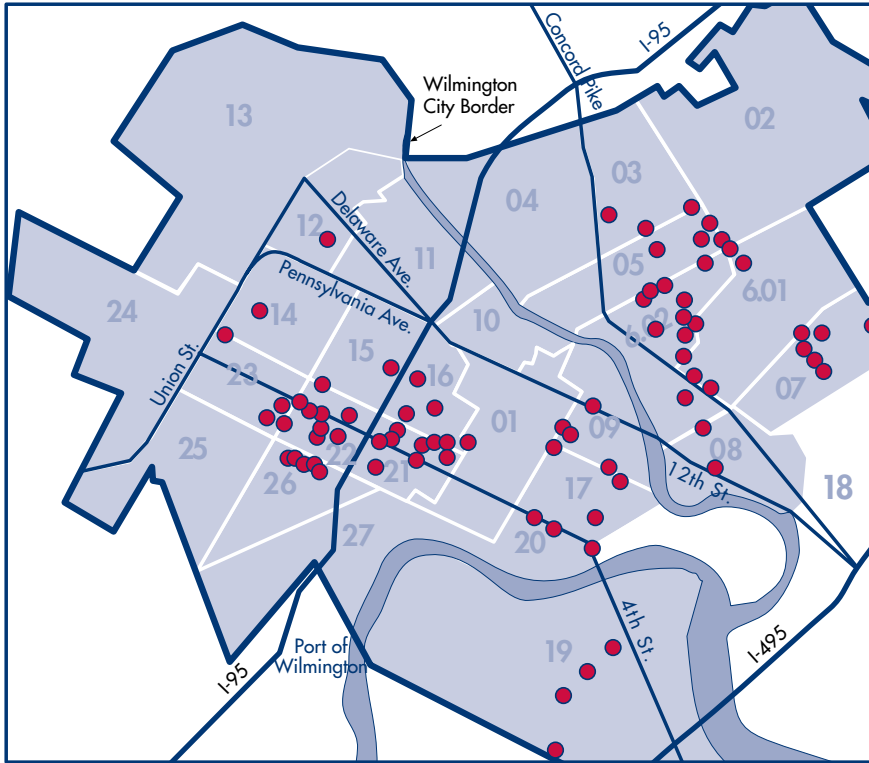 Concord Pike
I-95
Wilmington
City Border
13
02
03
04
12
Delaware Ave.
11
05
6.01
24
14
Pennsylvania Ave.
10
6.02
15
Union St.
23
16
07
01
09
25
22
21
08
26
17
12th St.
18
27
20
4th St.
19
Port of
Wilmington
I-95
I-495